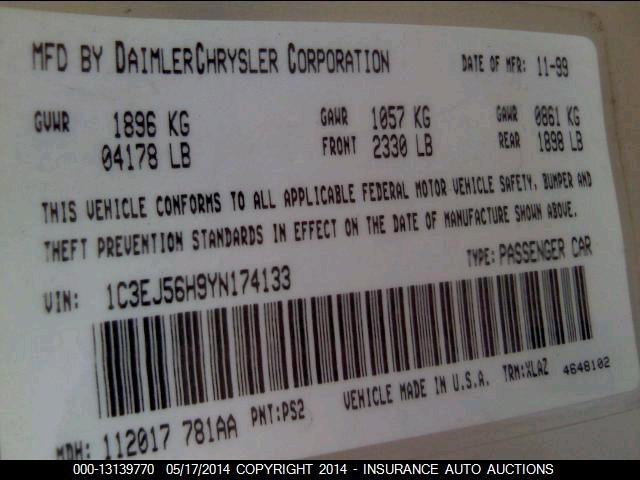 MFD BY DAIMLERCHRYSLER CORPORATION DATE OF MFR: 11-99
GVWR 1896 KG GAWR 1057 KG GAWR 0861 KG
04178 LB FRONT 2330 LB REAR 1898 LB
THIS VEHICLE CONFORMS TO ALL APPLICABLE FEDERAL MOTOR VEHICLE SAFETY, BUMPER AND
THEFT PREVENTION STANDARDS IN EFFECT ON THE DATE OF MANUFACTURE SHOWN ABOVE.
VIN: 1C3EJ56H9YN174133 TYPE: PASSENGER CAR
MDH: 112017 781AA PNT:PS2 VEHICLE MADE IN U.S.A. TRM:XLAZ 4648102
000-13139770 05/17/2014 COPYRIGHT 2014 - INSURANCE AUTO AUCTIONS